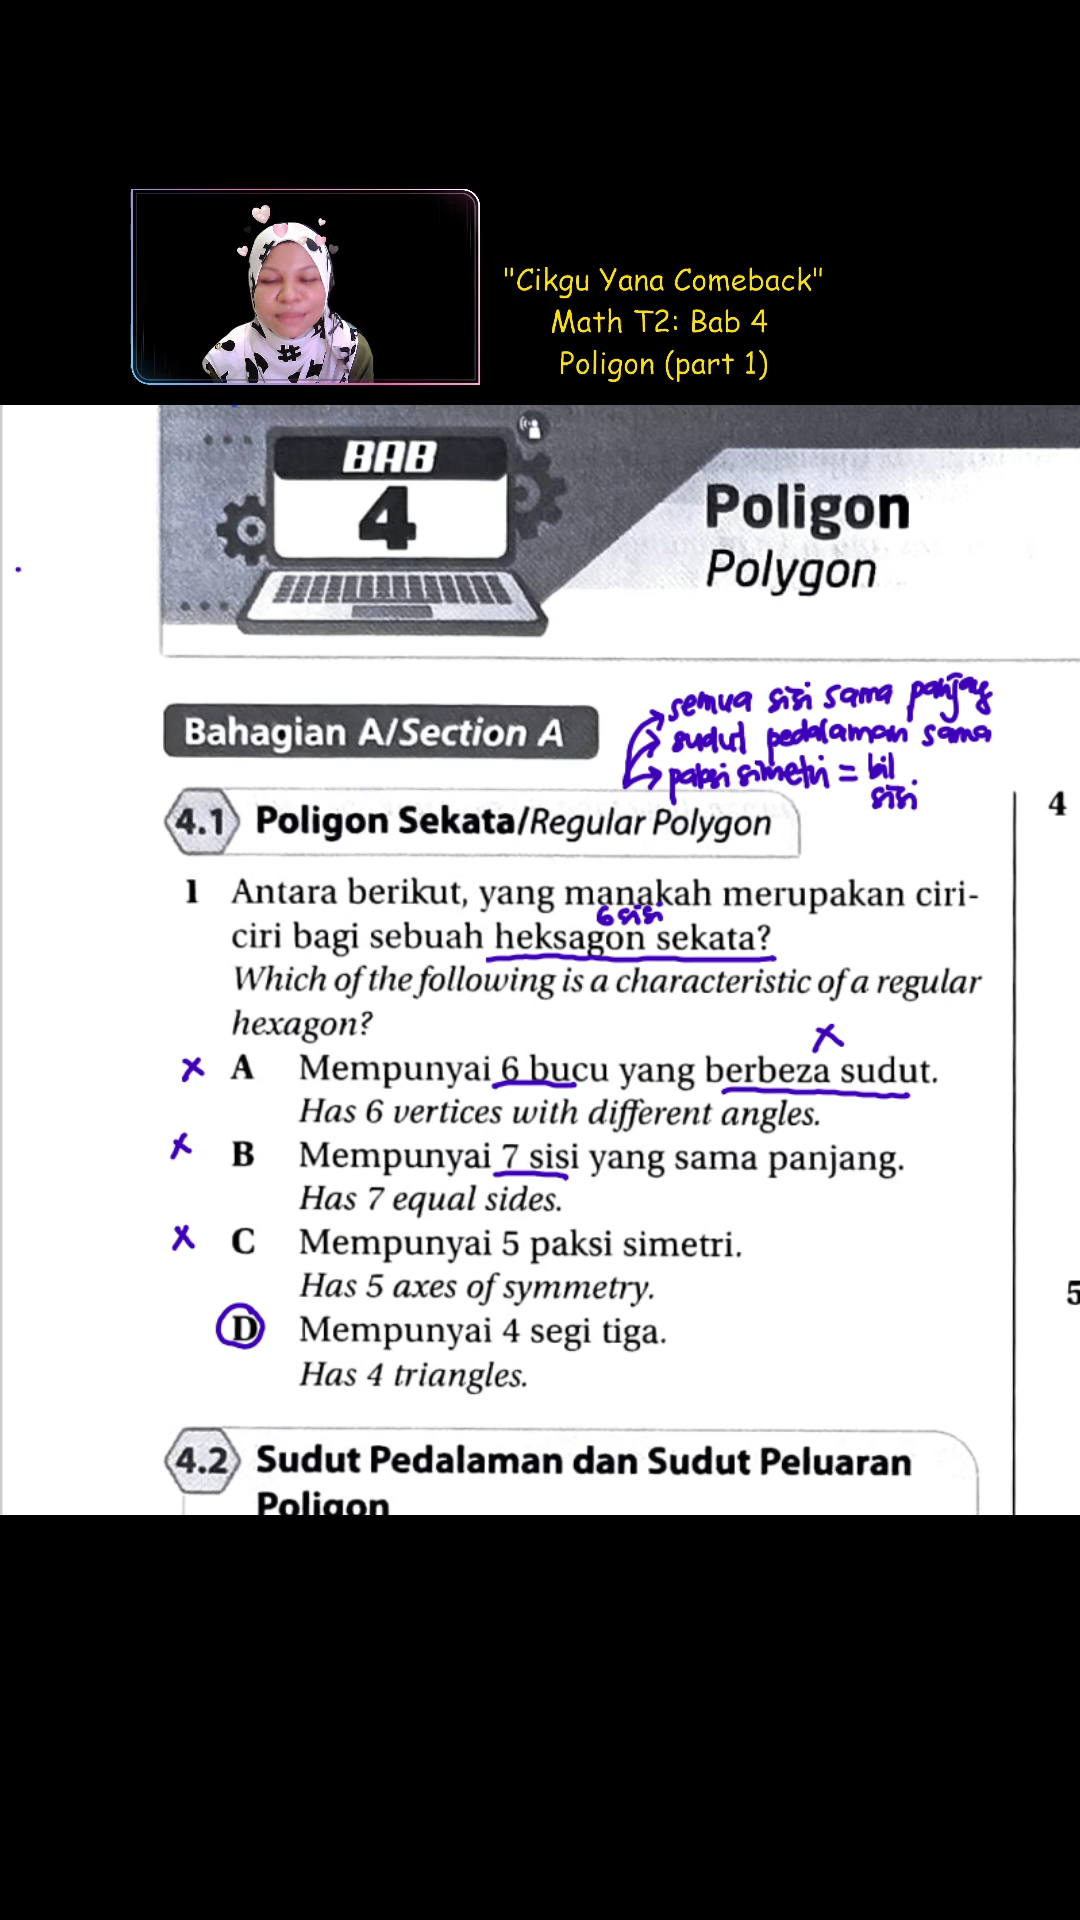 "Cikgu Yana Comeback"
Math T2: Bab 4
Poligon (part 1)
BAB
4
Poligon
Polygon
semua sisi sama panjang
sudut pedalaman sama
paksi simetri = bil. sisi
Bahagian A/Section A
4.1 Poligon Sekata/Regular Polygon
4
1 Antara berikut, yang manakah merupakan ciri-
6 sisi
ciri bagi sebuah heksagon sekata?
Which of the following is a characteristic of a regular
hexagon?
x
x A Mempunyai 6 bucu yang berbeza sudut.
Has 6 vertices with different angles.
x B Mempunyai 7 sisi yang sama panjang.
Has 7 equal sides.
x C Mempunyai 5 paksi simetri.
Has 5 axes of symmetry.
5
D Mempunyai 4 segi tiga.
Has 4 triangles.
4.2 Sudut Pedalaman dan Sudut Peluaran
Poligon